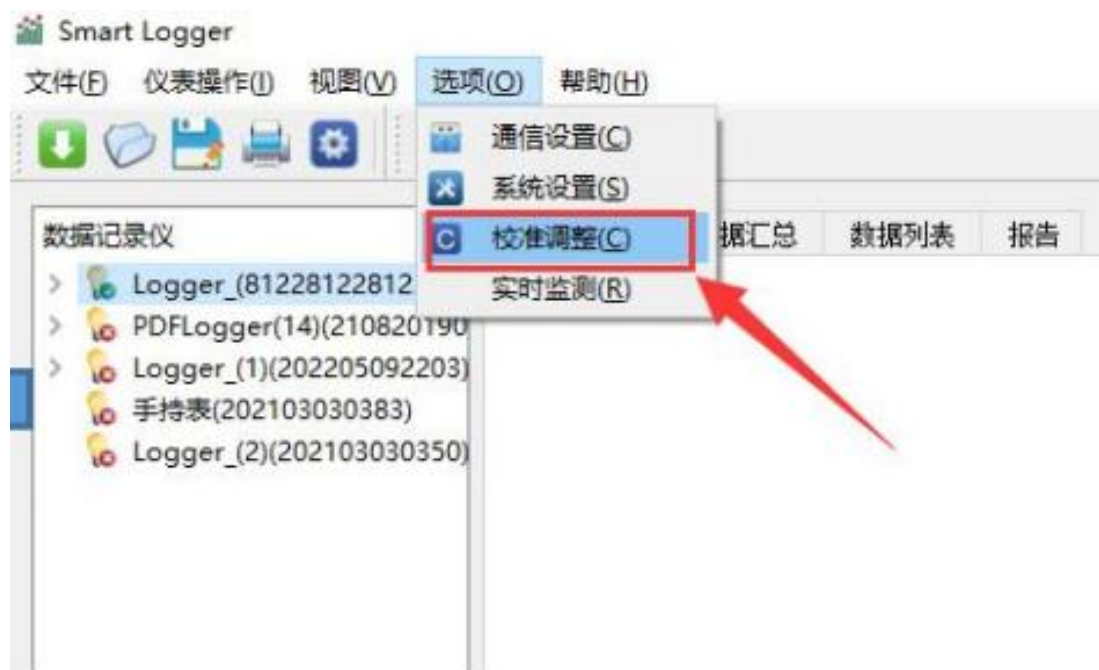 Smart Logger
文件(F) 仪表操作(I) 视图(V) 选项(O) 帮助(H)
通信设置(C)
系统设置(S)
校准调整(C)
实时监测(R)
据汇总 数据列表 报告
数据记录仪
Logger_(81228122812
PDFLogger(14)(210820190
Logger_(1)(202205092203)
手持表(202103030383)
Logger_(2)(202103030350)